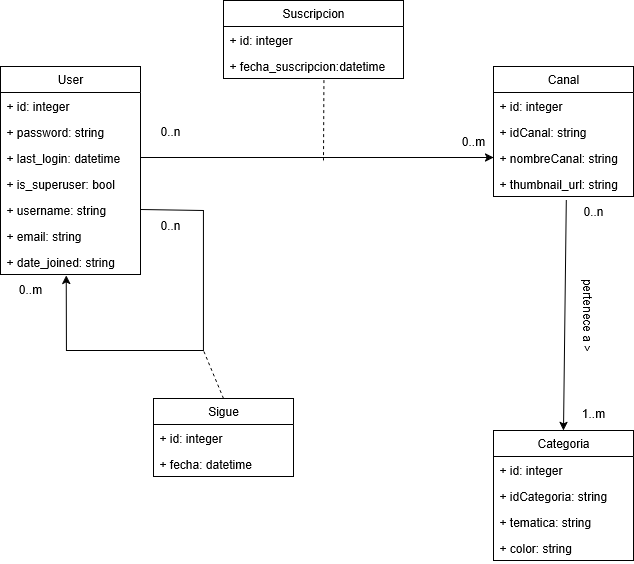 Suscripcion
+ id: integer
+ fecha_suscripcion:datetime
User
+ id: integer
+ password: string
+ last_login: datetime
+ is_superuser: bool
+ username: string
+ email: string
+ date_joined: string
0..n
0..m
Canal
+ id: integer
+ idCanal: string
+ nombreCanal: string
+ thumbnail_url: string
0..n
0..m
0..n
pertenece a >
1..m
Sigue
+ id: integer
+ fecha: datetime
Categoria
+ id: integer
+ idCategoria: string
+ tematica: string
+ color: string